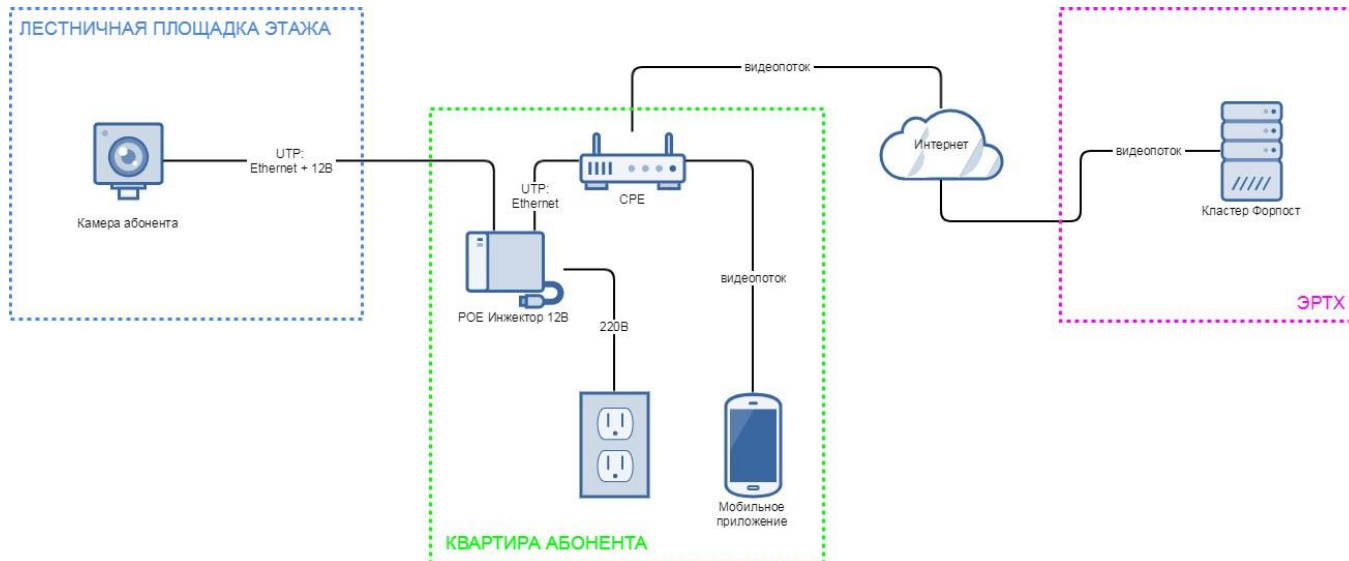 ЛЕСТНИЧНАЯ ПЛОЩАДКА ЭТАЖА
Камера абонента
UTP:
Ethernet + 12В
видеопоток
UTP:
Ethernet
CPE
POE Инжектор 12В
220В
видеопоток
Мобильное
приложение
КВАРТИРА АБОНЕНТА
Интернет
видеопоток
Кластер Форпост
ЭРТХ